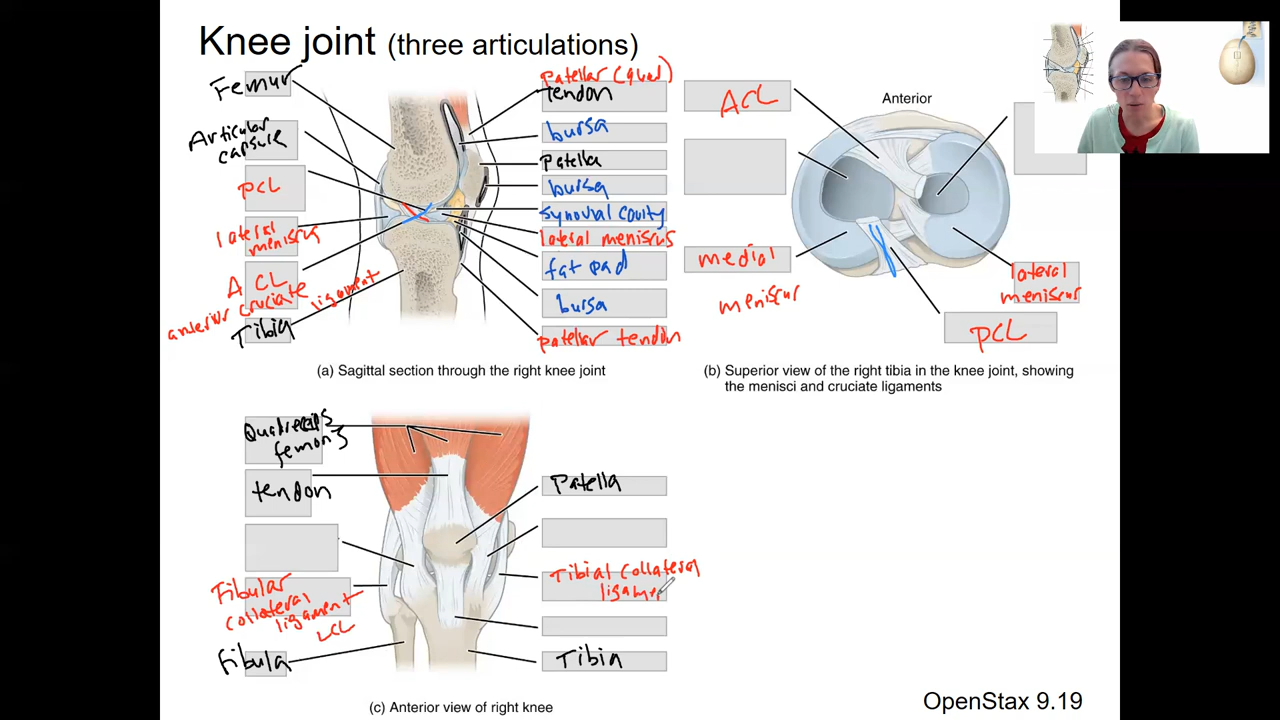 Knee joint (three articulations)
Femur
Articular
capsule
PCL
lateral
meniscus
ACL
anterior cruciate
ligament
Tibia
patellar (quad)
tendon
bursa
patella
bursa
synovial cavity
lateral meniscus
fat pad
bursa
patellar tendon
(a) Sagittal section through the right knee joint
ACL
Anterior
medial
meniscus
lateral
meniscus
PCL
(b) Superior view of the right tibia in the knee joint, showing
the menisci and cruciate ligaments
Quadriceps
femoris
tendon
Fibular
collateral
ligament
LCL
Fibula
Patella
Tibial collateral
ligamen
Tibia
(c) Anterior view of right knee
OpenStax 9.19